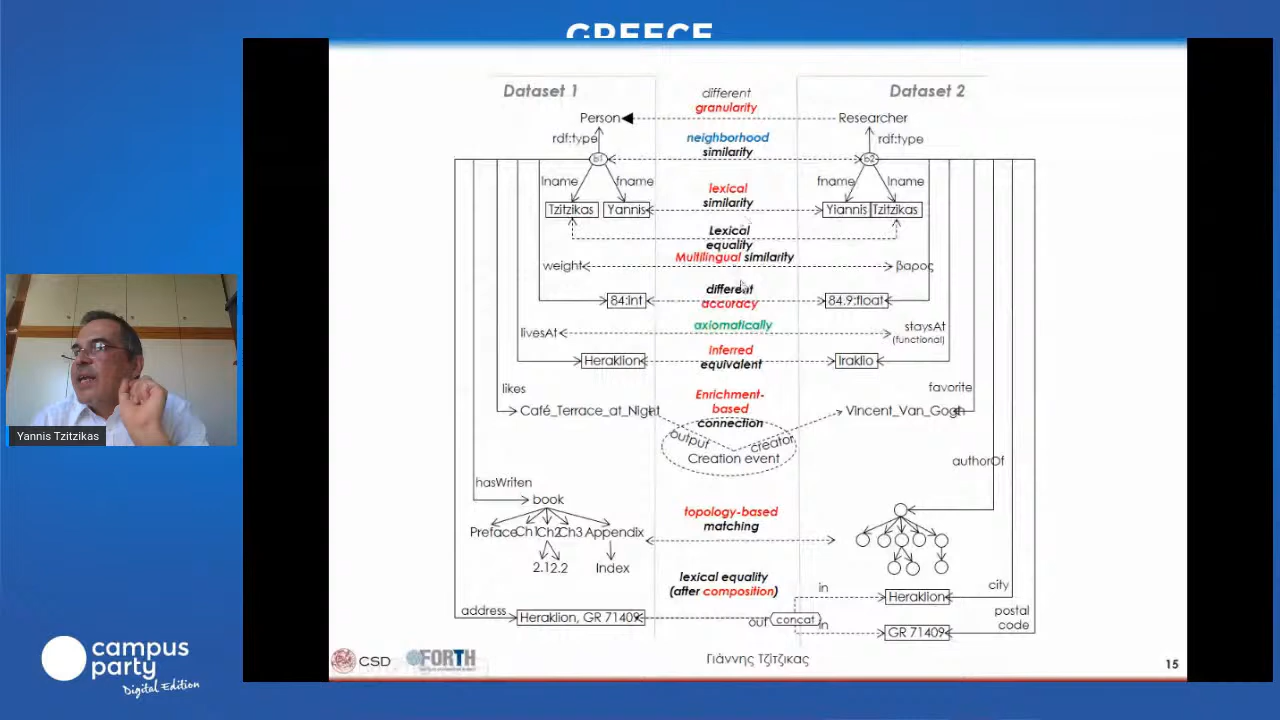 GREECE
Dataset 1
different
granularity
Dataset 2
Person
Researcher
rdf:type
neighborhood
similarity
rdf:type
b1
b2
lname
fname
lexical
similarity
fname
lname
Tzitzikas
Yannis
Yiannis
Tzitzikas
Lexical
equality
weight
Multilingual similarity
βαρος
84:int
different
accuracy
84.9:float
livesAt
axiomatically
staysAt
(functional)
Heraklion
Inferred
equivalent
Iraklio
likes
Enrichment-
based
connection
favorite
Café_Terrace_at_Night
Vincent_Van_Gogh
output
creator
Creation event
authorOf
hasWriten
book
topology-based
matching
Preface
Ch1
Ch2
Ch3
Appendix
2.1
2.2
Index
lexical equality
(after composition)
in
Heraklion
city
address
Heraklion, GR 71409
out
concat
in
GR 71409
postal
code
CSD
FORTH
Γιάννης Τζίτζικας
15
Yannis Tzitzikas
campus
party
Digital Edition